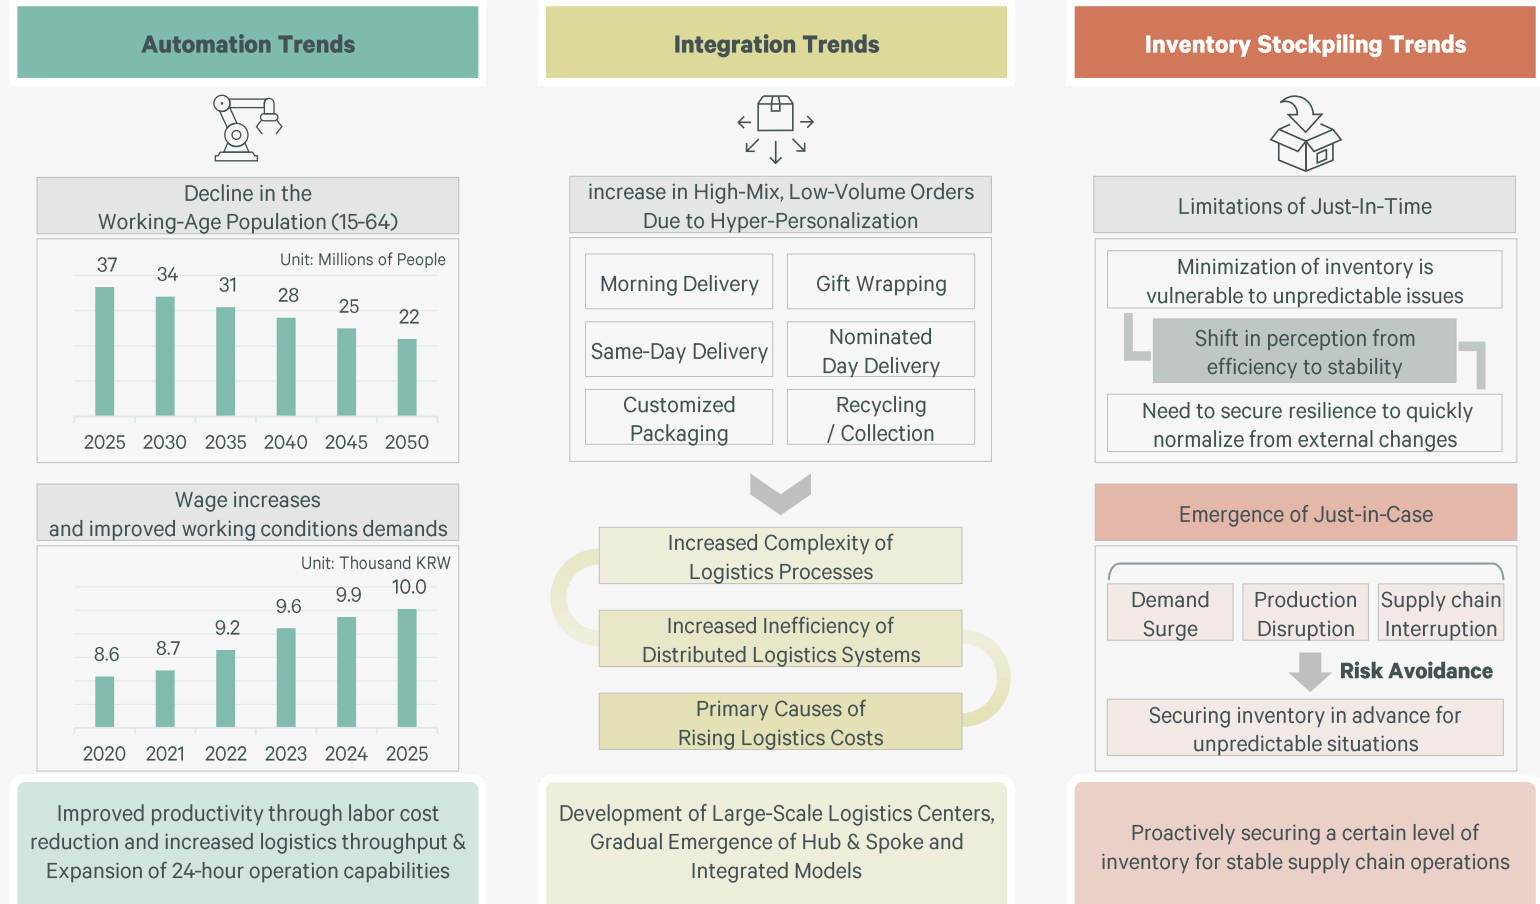 Automation Trends
Decline in the
Working-Age Population (15-64)
Unit: Millions of People
37
34
31
28
25
22
2025
2030
2035
2040
2045
2050
Wage increases
and improved working conditions demands
Unit: Thousand KRW
8.6
8.7
9.2
9.6
9.9
10.0
2020
2021
2022
2023
2024
2025
Improved productivity through labor cost
reduction and increased logistics throughput &
Expansion of 24-hour operation capabilities
Integration Trends
increase in High-Mix, Low-Volume Orders
Due to Hyper-Personalization
Morning Delivery
Gift Wrapping
Same-Day Delivery
Nominated
Day Delivery
Customized
Packaging
Recycling
/ Collection
Increased Complexity of
Logistics Processes
Increased Inefficiency of
Distributed Logistics Systems
Primary Causes of
Rising Logistics Costs
Development of Large-Scale Logistics Centers,
Gradual Emergence of Hub & Spoke and
Integrated Models
Inventory Stockpiling Trends
Limitations of Just-In-Time
Minimization of inventory is
vulnerable to unpredictable issues
Shift in perception from
efficiency to stability
Need to secure resilience to quickly
normalize from external changes
Emergence of Just-in-Case
Demand
Surge
Production
Disruption
Supply chain
Interruption
Risk Avoidance
Securing inventory in advance for
unpredictable situations
Proactively securing a certain level of
inventory for stable supply chain operations